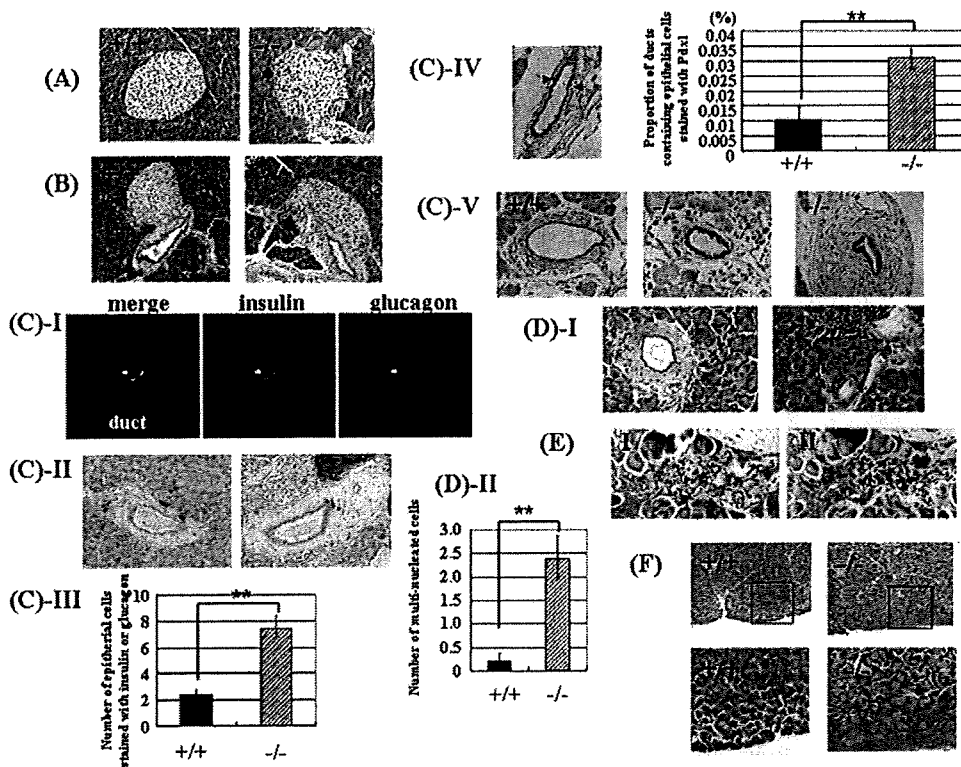 (A)
(B)
(C)-I
merge insulin glucagon
duct
(C)-II
(C)-III
Number of epitherial cells
stained with insulin or glucagon
10
8
6
4
2
0
**
+/+ -/-
(C)-IV
Proportion of ducts
containing epithelial cells
stained with Pdx1
(%)
0.04
0.035
0.03
0.025
0.02
0.015
0.01
0.005
0
**
+/+ -/-
(C)-V
+/+ -/- -/-
(D)-I
(D)-II
Number of multi-nucleated cells
3.0
2.5
2.0
1.5
1.0
0.5
0
**
+/+ -/-
(E)
I II
(F)
+/+ -/-
+/+ -/-